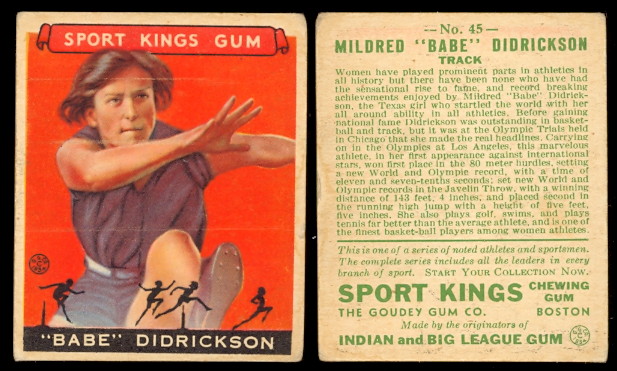 SPORT KINGS GUM
"BABE" DIDRICKSON
—No. 45—
MILDRED "BABE" DIDRICKSON
TRACK
Women have played prominent parts in athletics in
all history but there have been none who have had
the sensational rise to fame, and record breaking
achievements enjoyed by Mildred "Babe" Didrick-
son, the Texas girl who startled the world with her
all around ability in all athletics. Before gaining
national fame Didrickson was outstanding in basket-
ball and track, but it was at the Olympic Trials held
in Chicago that she made the real headlines. Carrying
on in the Olympics at Los Angeles, this marvelous
athlete, in her first appearance against international
stars, won first place in the 80 meter hurdles, setting
a new World and Olympic record, with a time of
eleven and seven-tenths seconds; set new World and
Olympic records in the Javelin Throw, with a winning
distance of 143 feet, 4 inches; and placed second in
the running high jump with a height of five feet,
five inches. She also plays golf, swims, and plays
tennis far better than the average athlete, and is one of
the finest basket-ball players among women athletes.
This is one of a series of noted athletes and sportsmen.
The complete series includes all the leaders in every
branch of sport. START YOUR COLLECTION NOW.
SPORT KINGS CHEWING GUM
THE GOUDEY GUM CO. BOSTON
Made by the originators of
INDIAN and BIG LEAGUE GUM